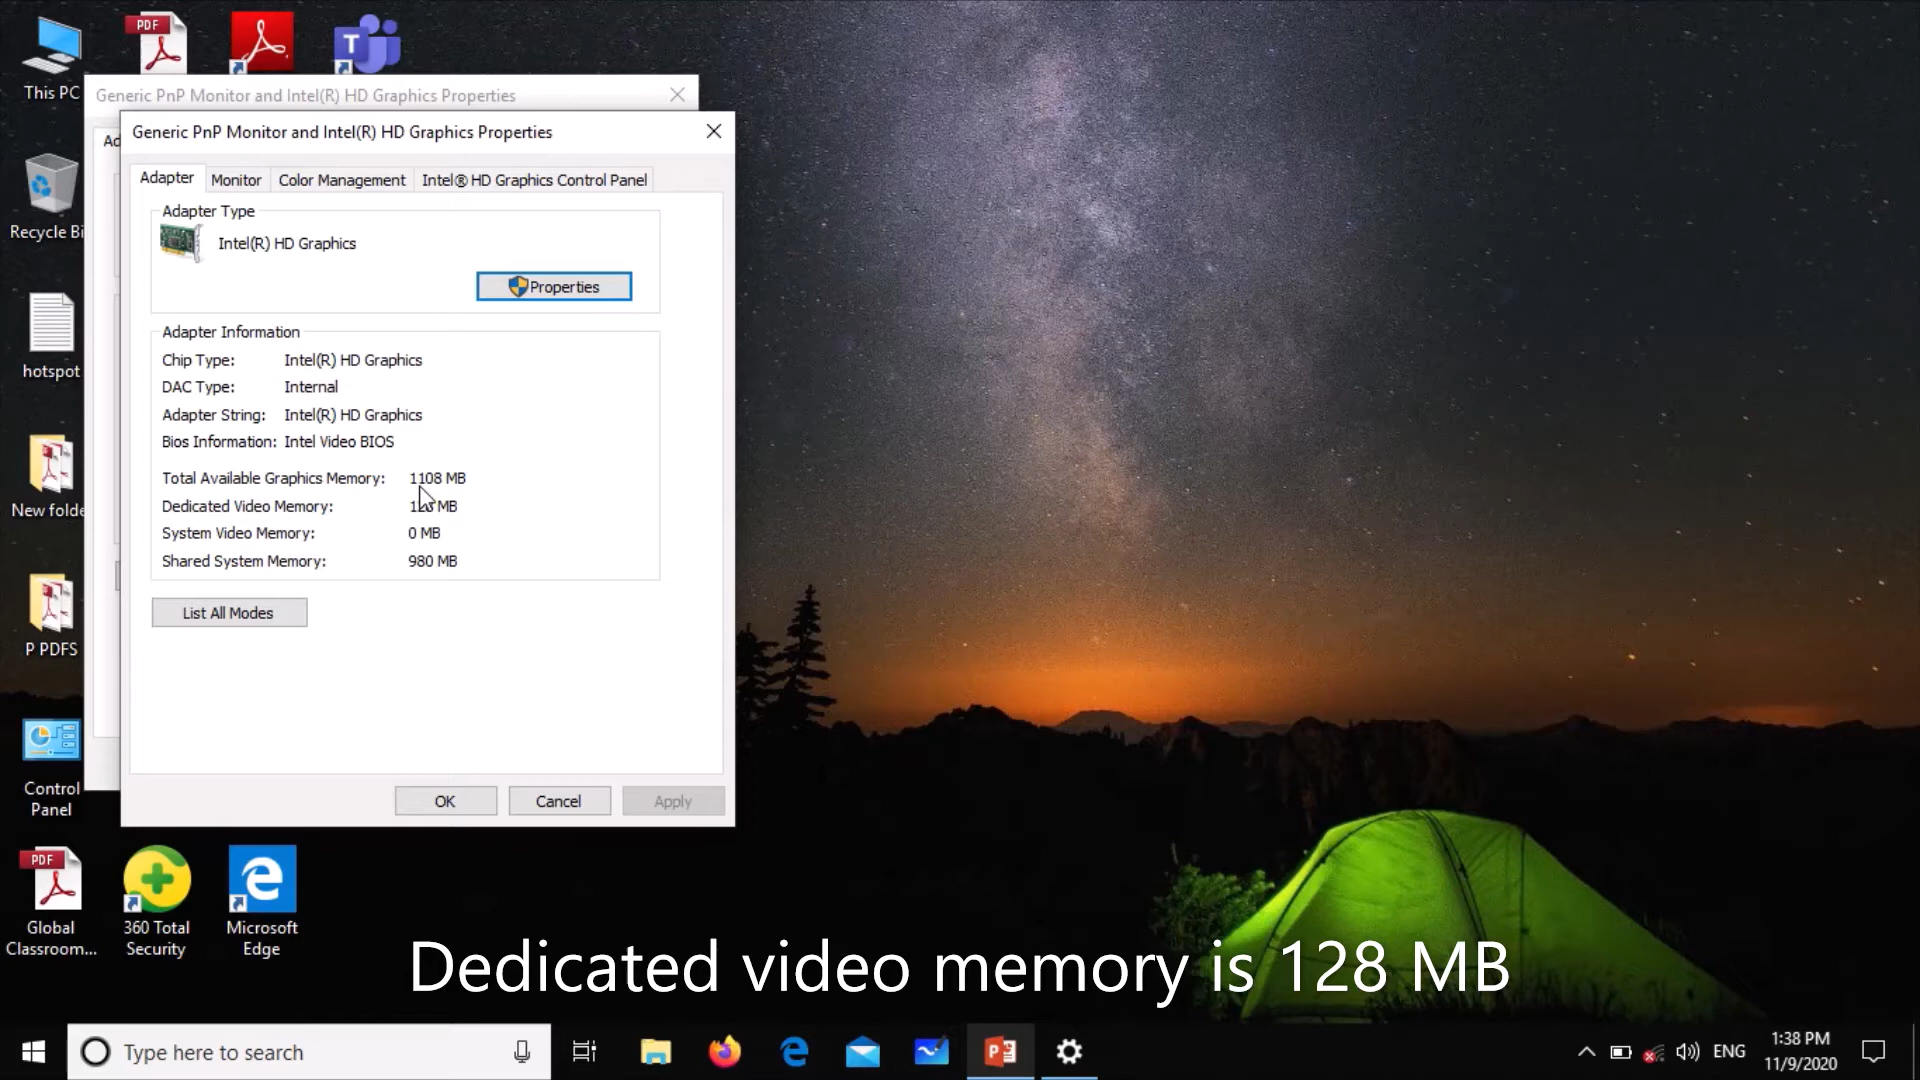 This PC
PDF
T
Generic PnP Monitor and Intel(R) HD Graphics Properties
Ad
Generic PnP Monitor and Intel(R) HD Graphics Properties
Adapter
Monitor
Color Management
Intel® HD Graphics Control Panel
Adapter Type
Intel(R) HD Graphics
Properties
Adapter Information
Chip Type: Intel(R) HD Graphics
DAC Type: Internal
Adapter String: Intel(R) HD Graphics
Bios Information: Intel Video BIOS
Total Available Graphics Memory: 1108 MB
Dedicated Video Memory: MB
System Video Memory: 0 MB
Shared System Memory: 980 MB
List All Modes
OK
Cancel
Apply
Recycle Bi
hotspot
New folde
P PDFS
Control
Panel
PDF
Global
Classroom...
360 Total
Security
Microsoft
Edge
Dedicated video memory is 128 MB
Type here to search
P
ENG
1:38 PM
11/9/2020